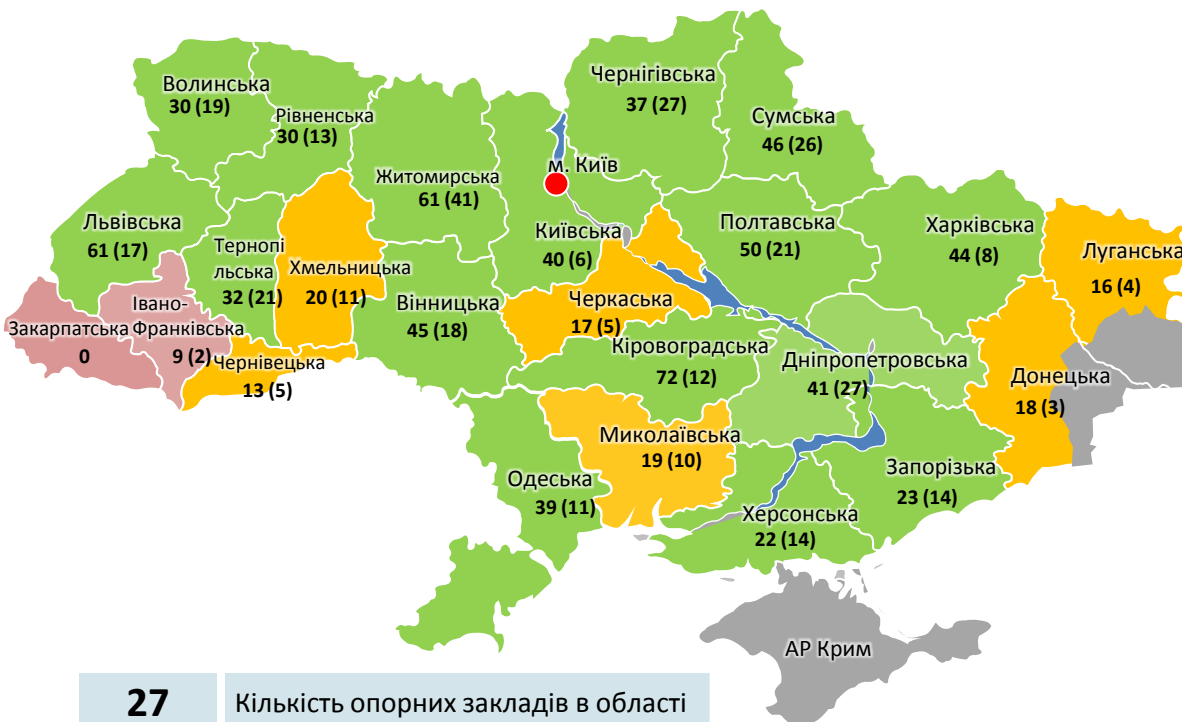 Волинська
30 (19)
Рівненська
30 (13)
Житомирська
61 (41)
Чернігівська
37 (27)
Сумська
46 (26)
м. Київ
Київська
40 (6)
Львівська
61 (17)
Тернопі
льська
32 (21)
Хмельницька
20 (11)
Вінницька
45 (18)
Черкаська
17 (5)
Полтавська
50 (21)
Харківська
44 (8)
Луганська
16 (4)
Закарпатська
0
Івано-
Франківська
9 (2)
Чернівецька
13 (5)
Кіровоградська
72 (12)
Дніпропетровська
41 (27)
Донецька
18 (3)
Одеська
39 (11)
Миколаївська
19 (10)
Херсонська
22 (14)
Запорізька
23 (14)
АР Крим
27 Кількість опорних закладів в області